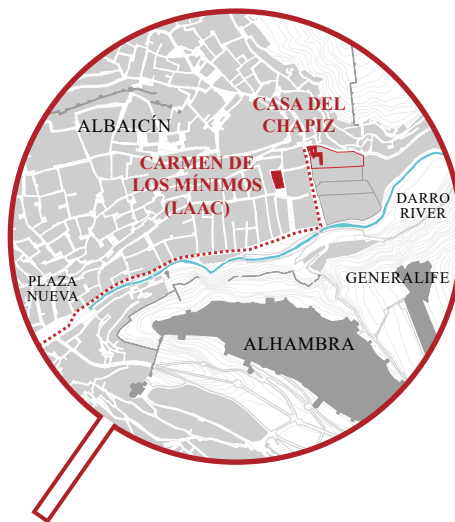 CASA DEL
CHAPIZ
ALBAICÍN
CARMEN DE
LOS MÍNIMOS
(LAAC)
DARRO
RIVER
PLAZA
NUEVA
GENERALIFE
ALHAMBRA